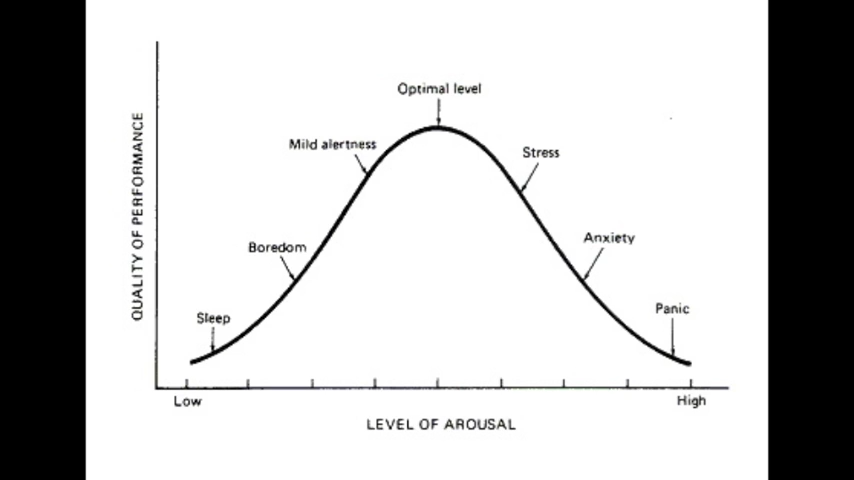 Optimal level
Mild alertness
Stress
Boredom
Anxiety
Sleep
Panic
QUALITY OF PERFORMANCE
Low
High
LEVEL OF AROUSAL